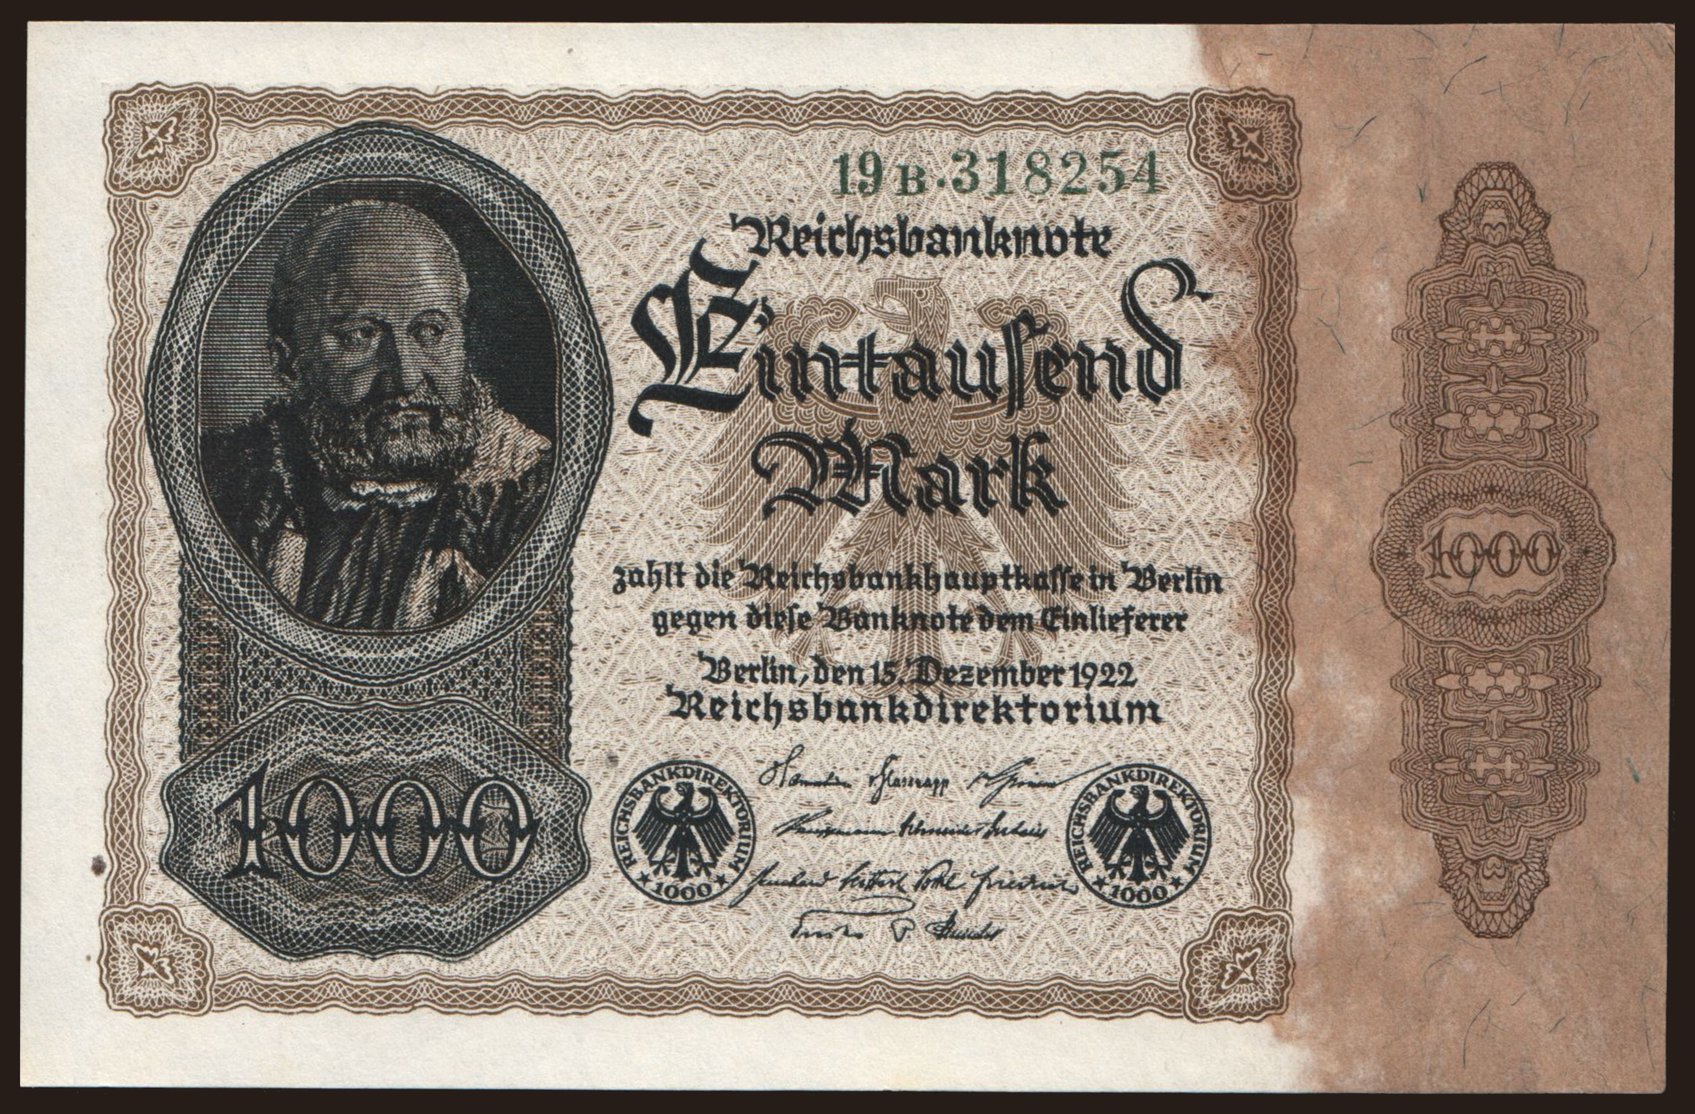 19B·318254
Reichsbanknote
Eintausend
Mark
zahlt die Reichsbankhauptkasse in Berlin
gegen diese Banknote dem Einlieferer
Berlin, den 15. Dezember 1922
Reichsbankdirektorium
REICHSBANKDIREKTORIUM
★1000★
REICHSBANKDIREKTORIUM
★1000★
1000
1000